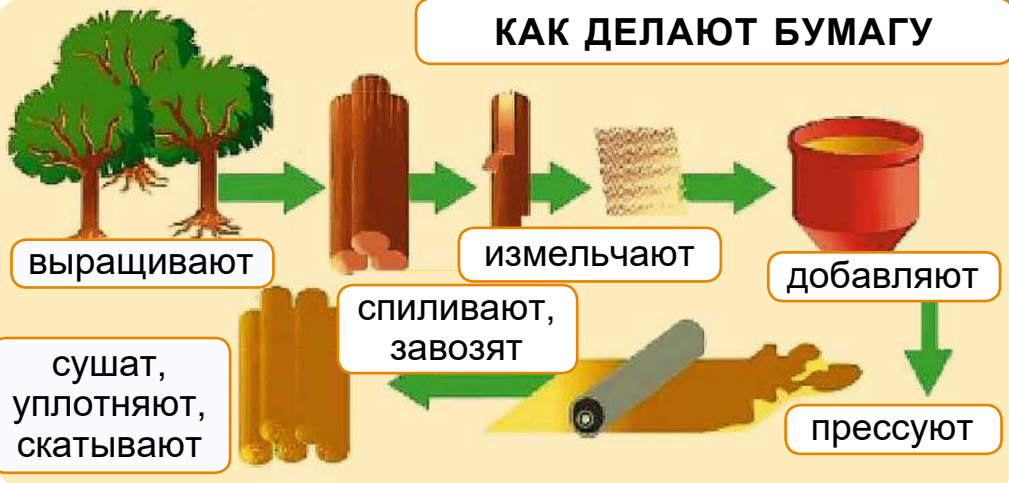 КАК ДЕЛАЮТ БУМАГУ
выращивают
спиливают,
завозят
измельчают
добавляют
прессуют
сушат,
уплотняют,
скатывают